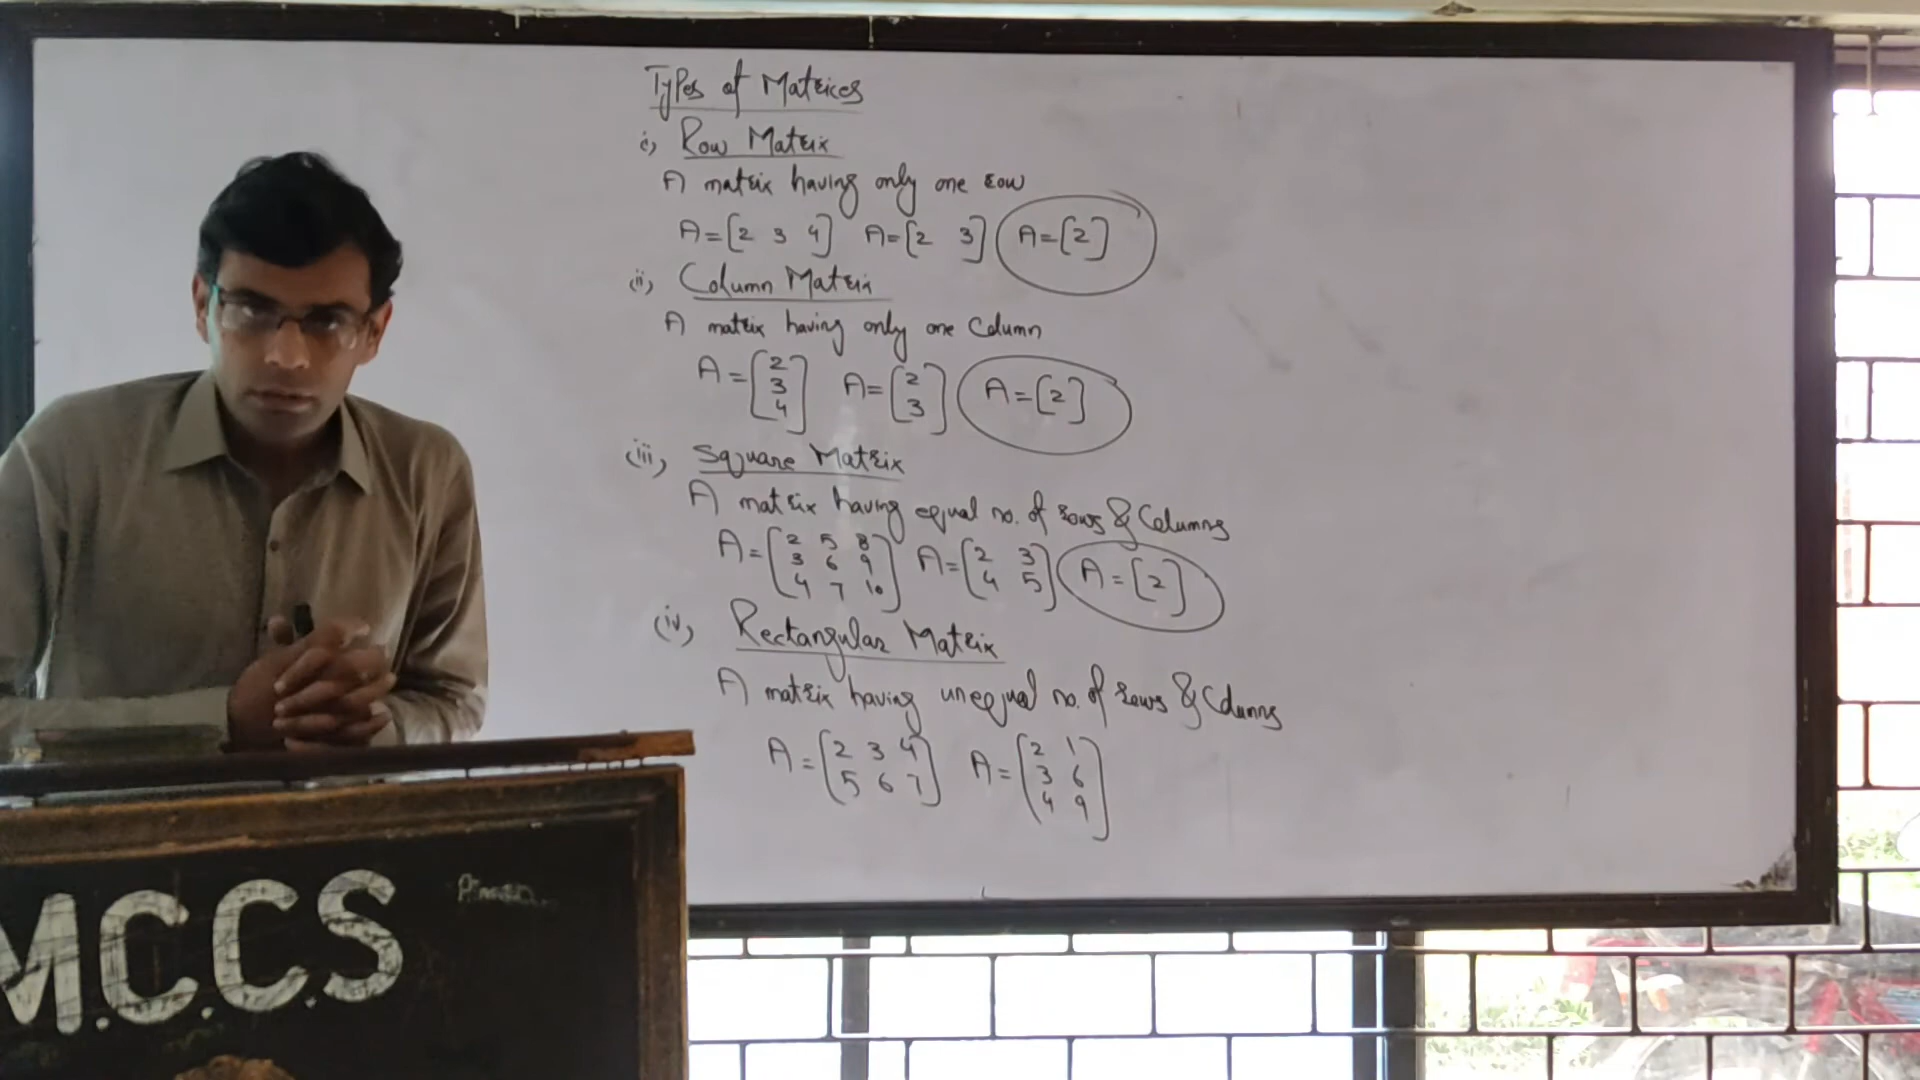 Types of Matrices
i) Row Matrix
A matrix having only one row
A=[2 3 4] A=[2 3] A=[2]
(ii) Column Matrix
A matrix having only one Column
A=[2 3 4] A=[2 3] A=[2]
(iii) Square Matrix
A matrix having equal no. of rows & Columns
A=[2 5 8
3 6 9
4 7 10] A=[2 3
4 5] A=[2]
(iv) Rectangular Matrix
A matrix having unequal no. of rows & Columns
A=[2 3 4
5 6 7] A=[2 1
3 6
4 9]
M.C.C.S